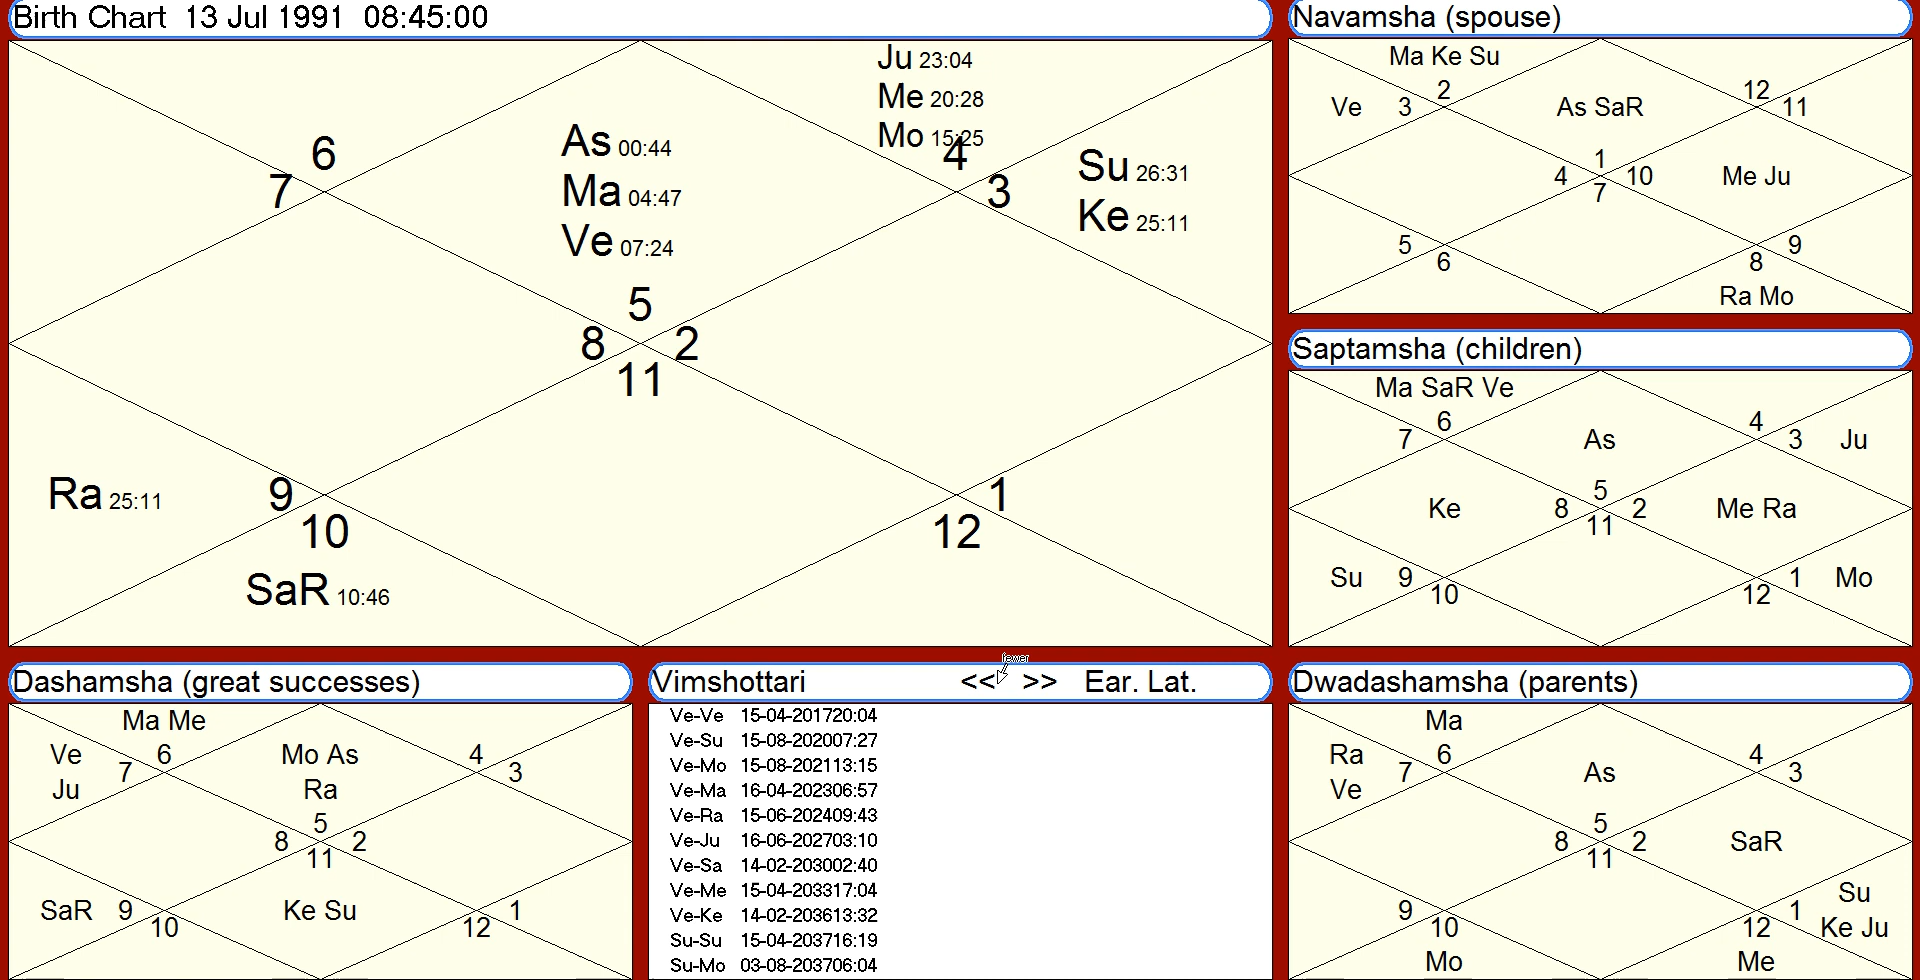 Birth Chart 13 Jul 1991 08:45:00
Ju 23:04
Me 20:28
Mo 15:25
As 00:44
Ma 04:47
Ve 07:24
Su 26:31
Ke 25:11
6
7
4
3
5
8 2
11
Ra 25:11
9
10
1
12
SaR 10:46
Navamsha (spouse)
Ma Ke Su
Ve 3 2
As SaR
12 11
1
4 10
7
Me Ju
5 6
9
8
Ra Mo
Saptamsha (children)
Ma SaR Ve
6
7
As
4
3 Ju
Ke
5
8 2
11
Me Ra
Su 9
10
1 Mo
12
Dashamsha (great successes)
Ma Me
Ve 6
7
Ju
Mo As
Ra
4
3
5
8 2
11
SaR 9
10
Ke Su
1
12
Vimshottari << >> Ear. Lat.
fewer
Ve-Ve 15-04-201720:04
Ve-Su 15-08-202007:27
Ve-Mo 15-08-202113:15
Ve-Ma 16-04-202306:57
Ve-Ra 15-06-202409:43
Ve-Ju 16-06-202703:10
Ve-Sa 14-02-203002:40
Ve-Me 15-04-203317:04
Ve-Ke 14-02-203613:32
Su-Su 15-04-203716:19
Su-Mo 03-08-203706:04
Dwadashamsha (parents)
Ma
Ra 6
7
Ve
As
4
3
5
8 2
11
SaR
9
10
Mo
Su
1
12
Ke Ju
Me